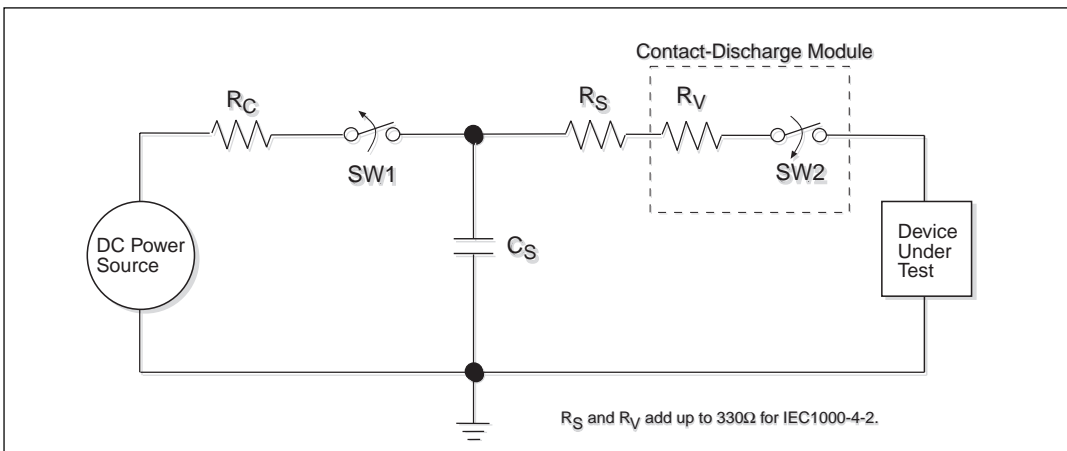 Contact-Discharge Module
RC
RS
RV
SW1
SW2
DC Power
Source
CS
Device
Under
Test
RS and RV add up to 330Ω for IEC1000-4-2.